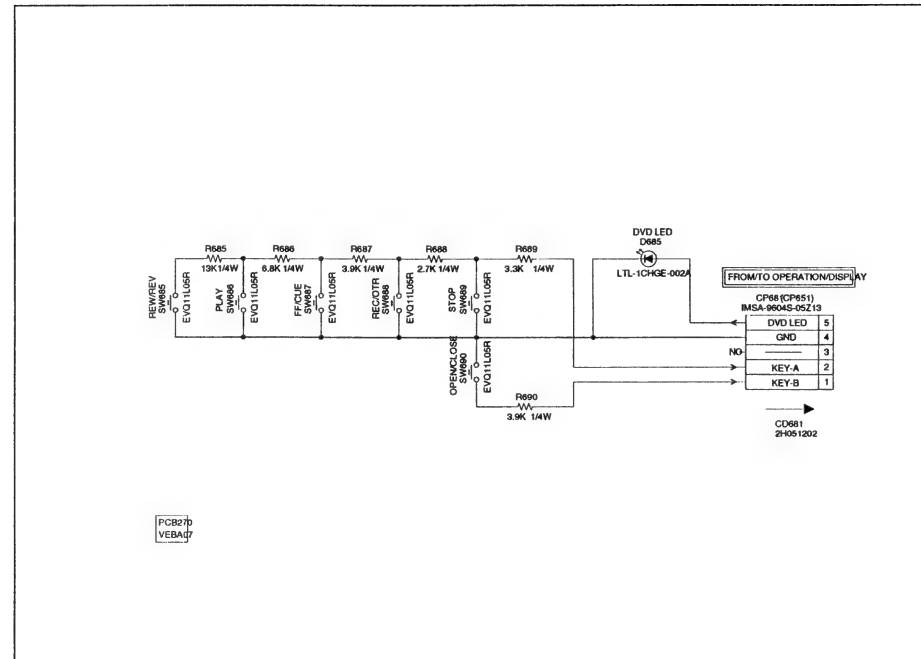 DVD LED
D685
LTL-1CHGE-002A
R685
13K1/4W
R686
6.8K 1/4W
R687
3.9K 1/4W
R688
2.7K 1/4W
R689
3.3K 1/4W
REW/REV
SW685
EVQ11L05R
PLAY
SW686
EVQ11L05R
FF/CUE
SW687
EVQ11L05R
REC/OTR
SW688
EVQ11L05R
STOP
SW689
EVQ11L05R
OPEN/CLOSE
SW690
EVQ11L05R
R690
3.9K 1/4W
FROM/TO OPERATION/DISPLAY
CP681(CP651)
IMSA-9604S-05Z13
DVD LED 5
GND 4
NC 3
KEY-A 2
KEY-B 1
CD681
2H051202
PCB270
VEBA07